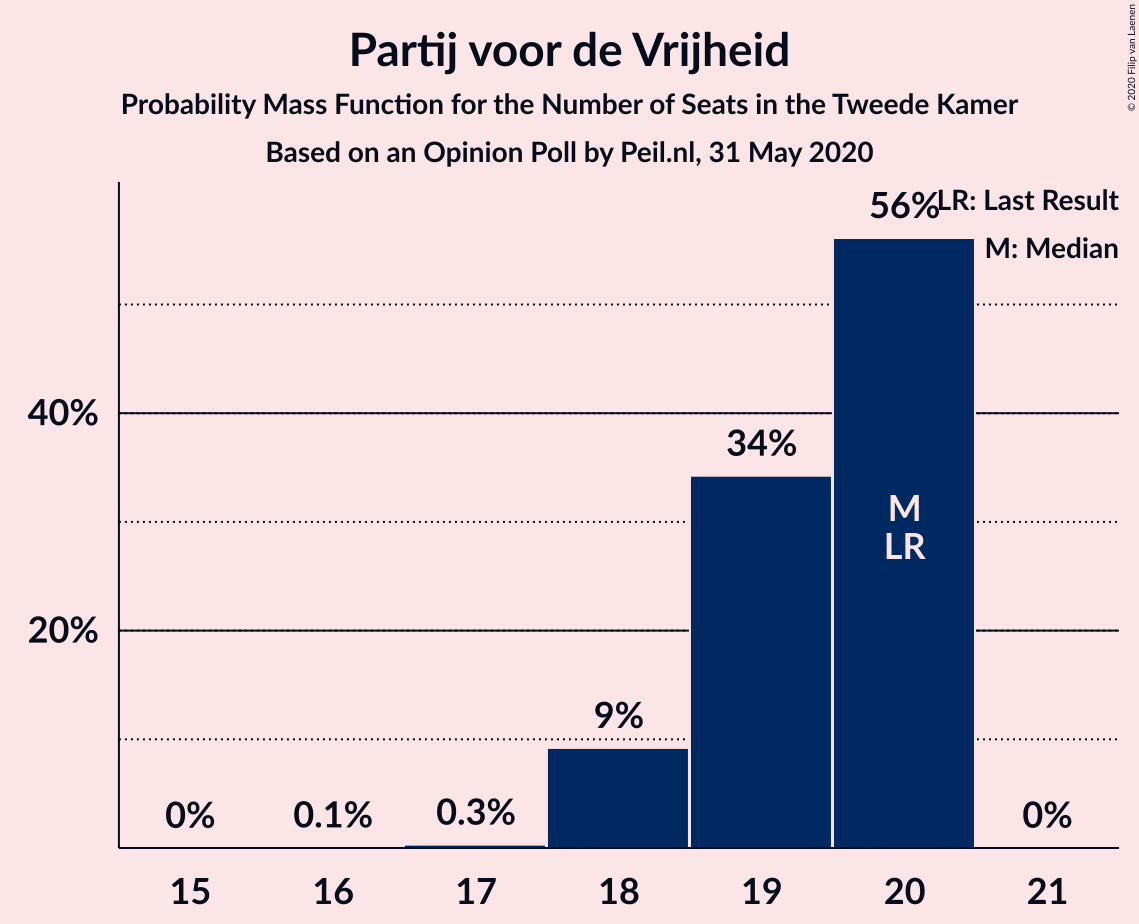 Partij voor de Vrijheid
Probability Mass Function for the Number of Seats in the Tweede Kamer
Based on an Opinion Poll by Peil.nl, 31 May 2020
© 2020 Filip van Laenen
LR: Last Result
M: Median
56%
40%
34%
M
LR
20%
9%
0%
0.1%
0.3%
0%
15
16
17
18
19
20
21